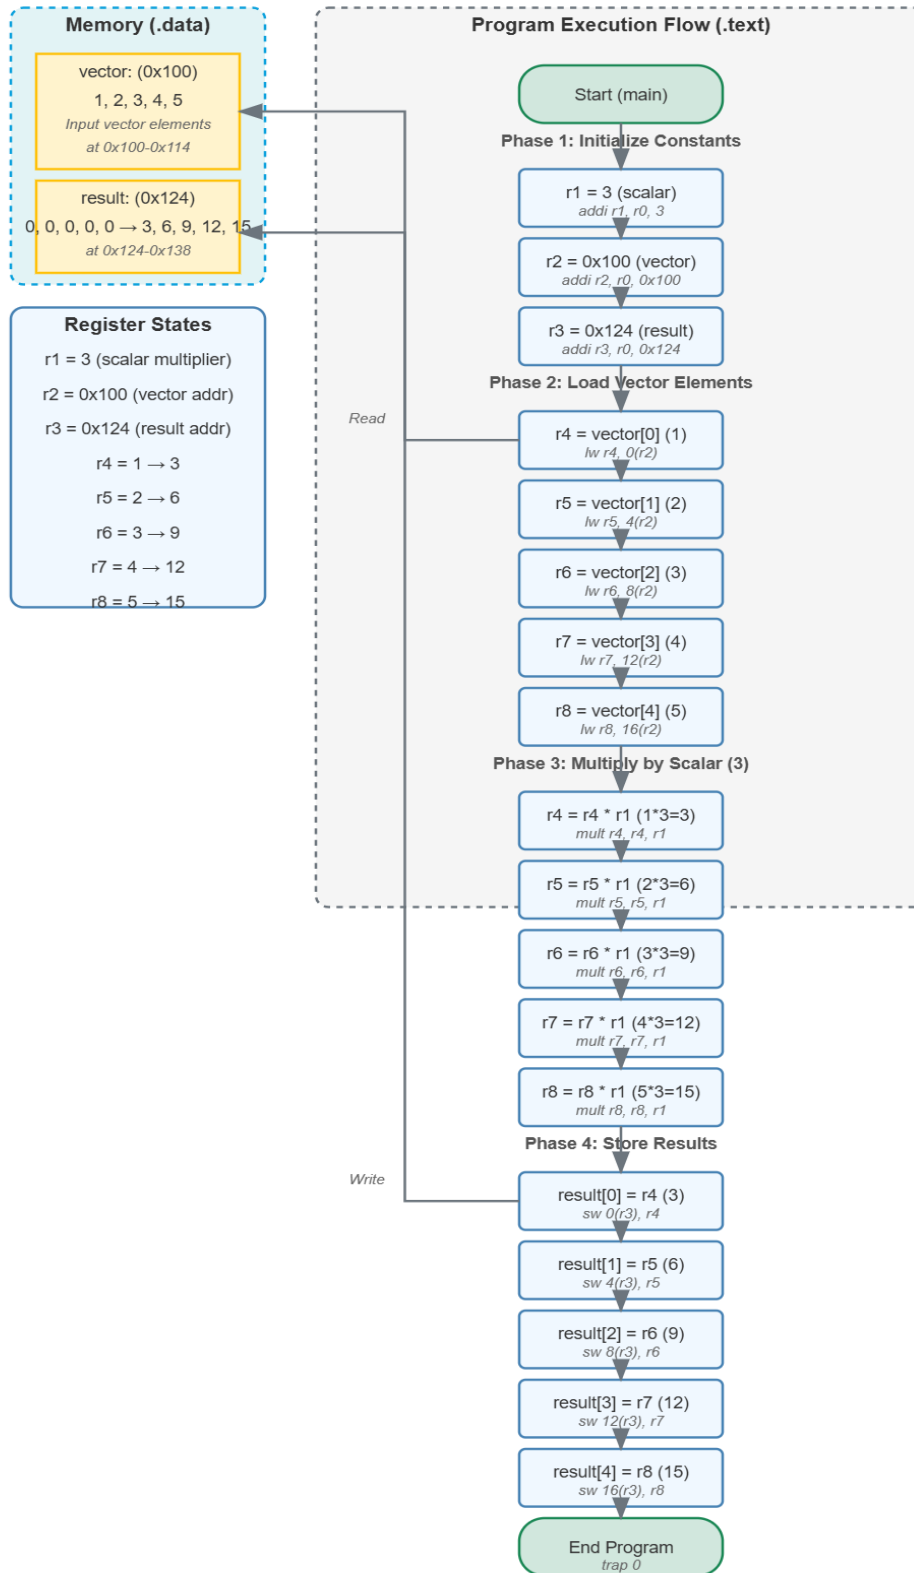 Memory (.data)
vector: (0x100)
1, 2, 3, 4, 5
Input vector elements
at 0x100-0x114
result: (0x124)
0, 0, 0, 0, 0 → 3, 6, 9, 12, 15
at 0x124-0x138
Register States
r1 = 3 (scalar multiplier)
r2 = 0x100 (vector addr)
r3 = 0x124 (result addr)
r4 = 1 → 3
r5 = 2 → 6
r6 = 3 → 9
r7 = 4 → 12
r8 = 5 → 15
Program Execution Flow (.text)
Start (main)
Phase 1: Initialize Constants
r1 = 3 (scalar)
addi r1, r0, 3
r2 = 0x100 (vector)
addi r2, r0, 0x100
r3 = 0x124 (result)
addi r3, r0, 0x124
Phase 2: Load Vector Elements
Read
r4 = vector[0] (1)
lw r4, 0(r2)
r5 = vector[1] (2)
lw r5, 4(r2)
r6 = vector[2] (3)
lw r6, 8(r2)
r7 = vector[3] (4)
lw r7, 12(r2)
r8 = vector[4] (5)
lw r8, 16(r2)
Phase 3: Multiply by Scalar (3)
r4 = r4 * r1 (1*3=3)
mult r4, r4, r1
r5 = r5 * r1 (2*3=6)
mult r5, r5, r1
r6 = r6 * r1 (3*3=9)
mult r6, r6, r1
r7 = r7 * r1 (4*3=12)
mult r7, r7, r1
r8 = r8 * r1 (5*3=15)
mult r8, r8, r1
Phase 4: Store Results
Write
result[0] = r4 (3)
sw 0(r3), r4
result[1] = r5 (6)
sw 4(r3), r5
result[2] = r6 (9)
sw 8(r3), r6
result[3] = r7 (12)
sw 12(r3), r7
result[4] = r8 (15)
sw 16(r3), r8
End Program
trap 0